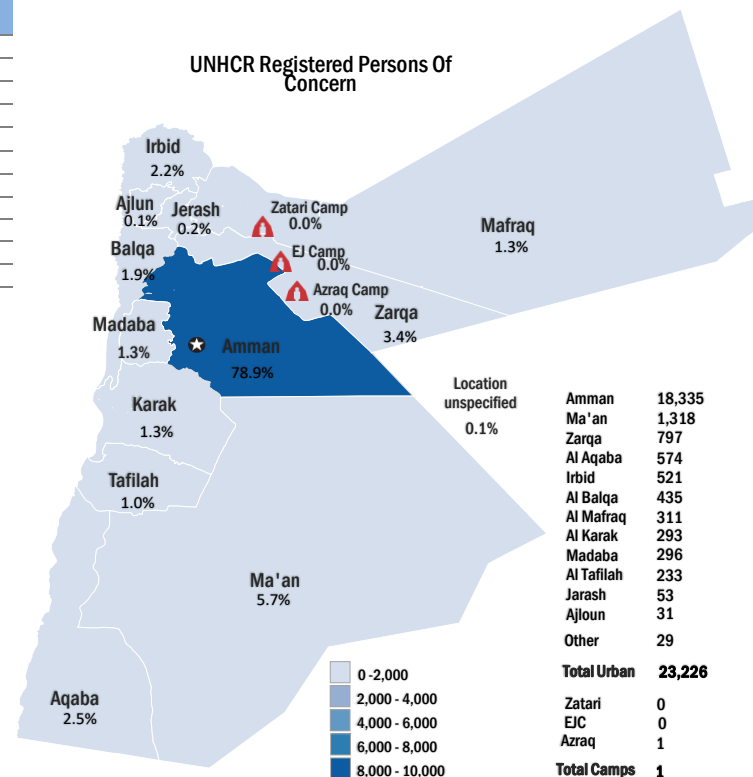 UNHCR Registered Persons Of
Concern
Irbid
2.2%
Ajlun
0.1%
Jerash
0.2%
Zatari Camp
0.0%
Mafraq
1.3%
Balqa
1.9%
EJ Camp
0.0%
Azraq Camp
0.0%
Zarqa
3.4%
Madaba
1.3%
Amman
78.9%
Location
unspecified
0.1%
Karak
1.3%
Tafilah
1.0%
Ma'an
5.7%
Aqaba
2.5%
0 -2,000
2,000 - 4,000
4,000 - 6,000
6,000 - 8,000
8,000 - 10,000
Amman 18,335
Ma'an 1,318
Zarqa 797
Al Aqaba 574
Irbid 521
Al Balqa 435
Al Mafraq 311
Al Karak 293
Madaba 296
Al Tafilah 233
Jarash 53
Ajloun 31
Other 29
Total Urban 23,226
Zatari 0
EJC 0
Azraq 1
Total Camps 1